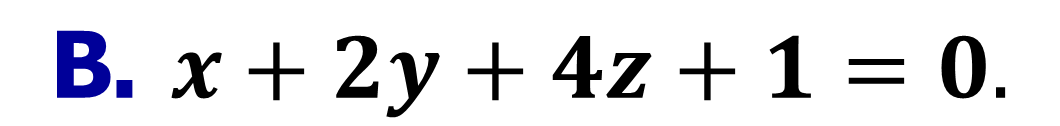 B. x + 2y + 4z + 1 = 0.